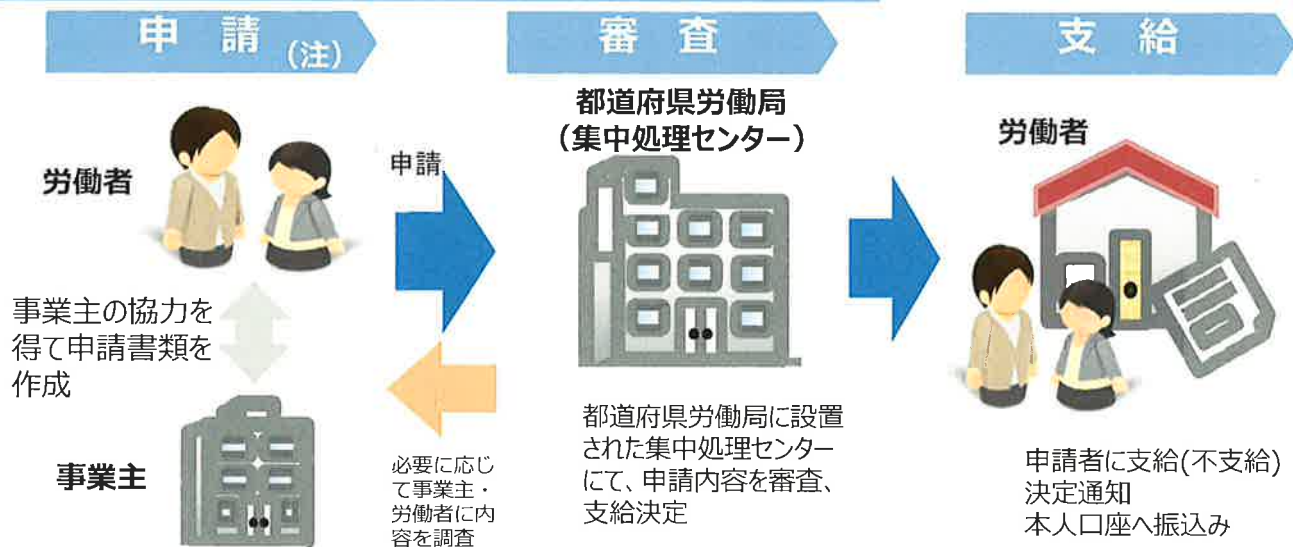 申 請 (注)
審 査
支 給
労働者
申請
事業主の協力を
得て申請書類を
作成
事業主
必要に応じ
て事業主・
労働者に内
容を調査
都道府県労働局
(集中処理センター)
都道府県労働局に設置
された集中処理センター
にて、申請内容を審査、
支給決定
労働者
申請者に支給(不支給)
決定通知
本人口座へ振込み